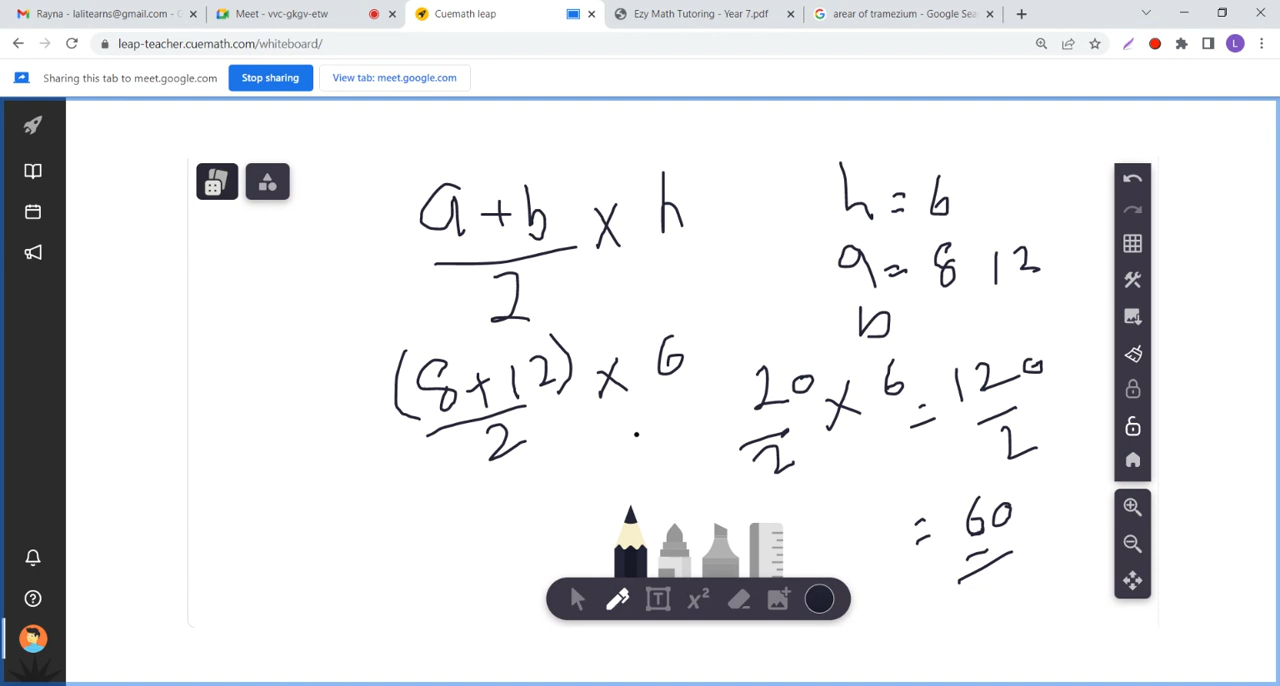 Rayna - lalitearns@gmail.com - G
Meet - vvc-gkgv-etw
Cuemath leap
Ezy Math Tutoring - Year 7.pdf
arear of tramezium - Google Sea
leap-teacher.cuemath.com/whiteboard/
L
Sharing this tab to meet.google.com
Stop sharing
View tab: meet.google.com
a+b/2 × h
h = 6
a = 8 12
b
(8+12)/2 × 6
20/2 × 6 = 120/2
= 60
T
x²